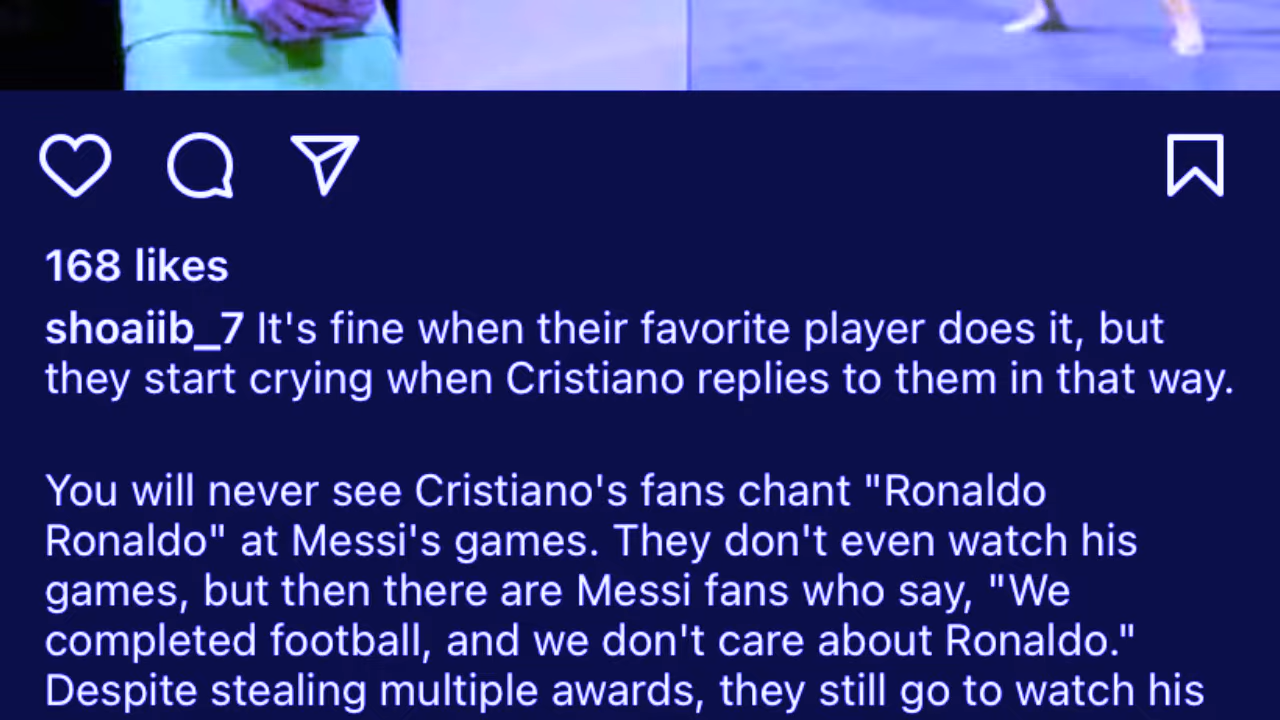 168 likes
shoaiib_7 It's fine when their favorite player does it, but
they start crying when Cristiano replies to them in that way.
You will never see Cristiano's fans chant "Ronaldo
Ronaldo" at Messi's games. They don't even watch his
games, but then there are Messi fans who say, "We
completed football, and we don't care about Ronaldo."
Despite stealing multiple awards, they still go to watch his